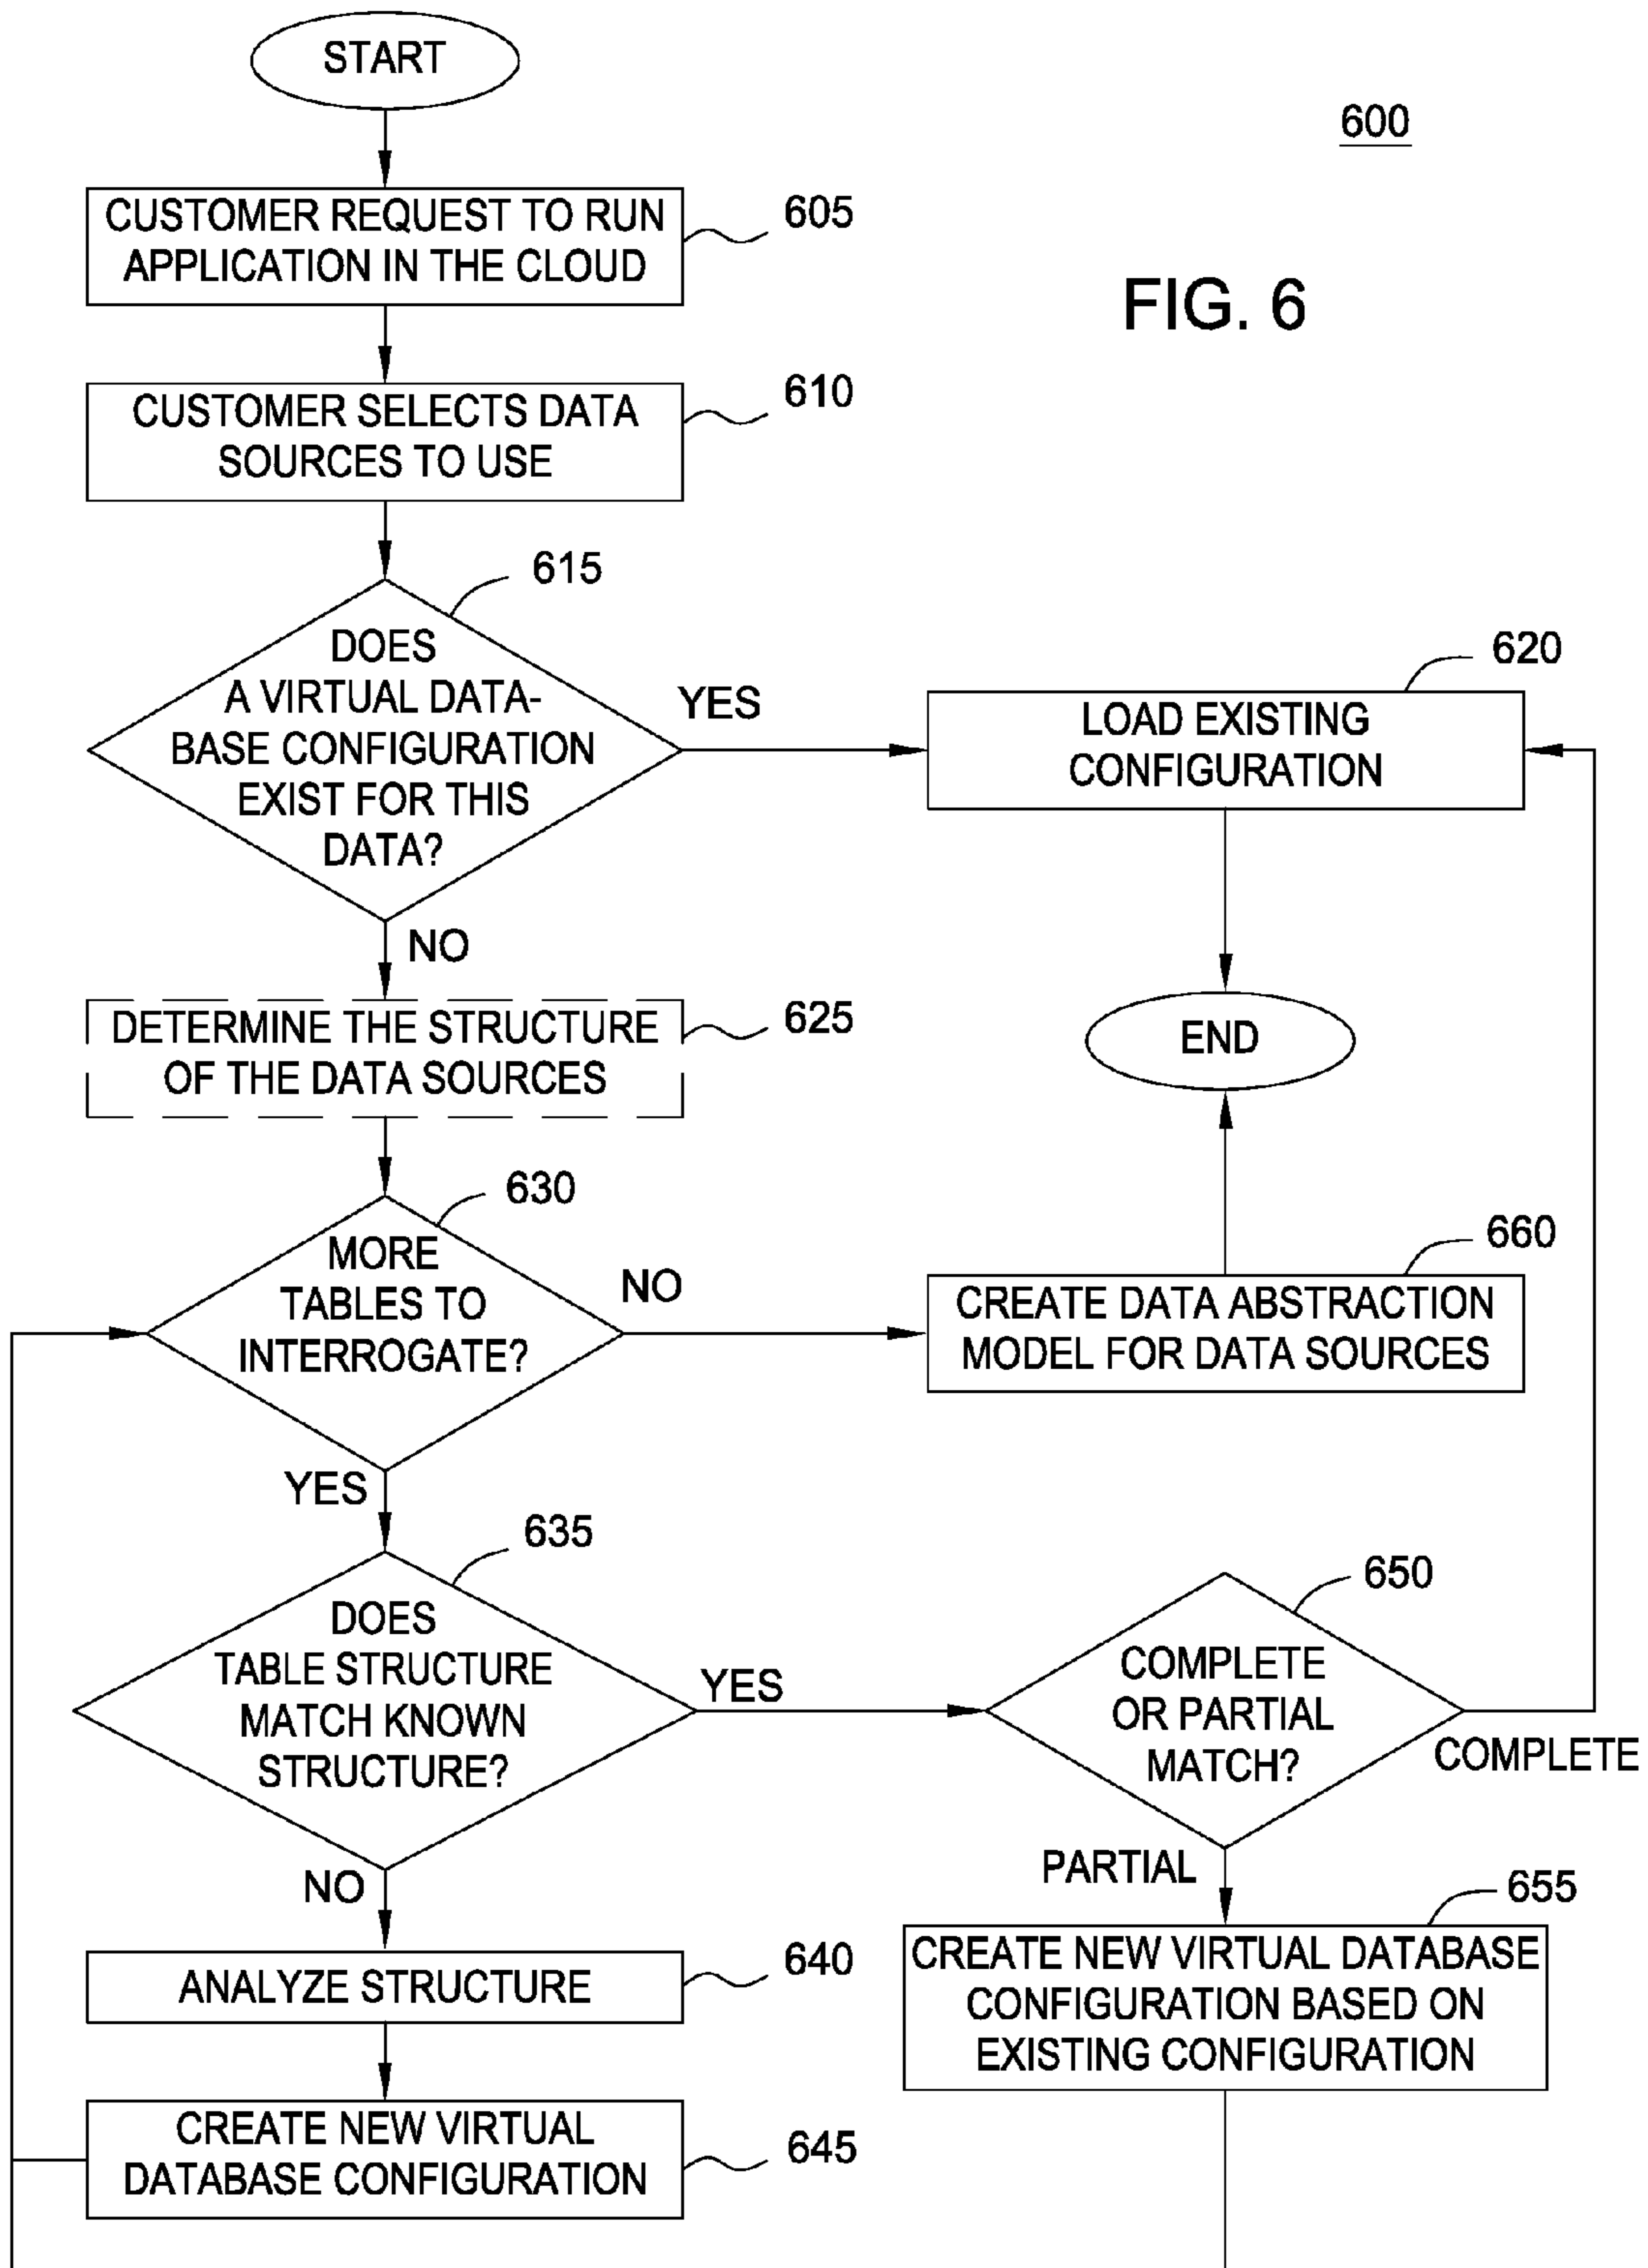 START
600
CUSTOMER REQUEST TO RUN
APPLICATION IN THE CLOUD
605
FIG. 6
CUSTOMER SELECTS DATA
SOURCES TO USE
610
615
DOES
A VIRTUAL DATA-
BASE CONFIGURATION
EXIST FOR THIS
DATA?
YES
620
LOAD EXISTING
CONFIGURATION
NO
DETERMINE THE STRUCTURE
OF THE DATA SOURCES
625
END
630
MORE
TABLES TO
INTERROGATE?
NO
660
CREATE DATA ABSTRACTION
MODEL FOR DATA SOURCES
YES
635
DOES
TABLE STRUCTURE
MATCH KNOWN
STRUCTURE?
YES
650
COMPLETE
OR PARTIAL
MATCH?
COMPLETE
NO
PARTIAL
ANALYZE STRUCTURE
640
655
CREATE NEW VIRTUAL DATABASE
CONFIGURATION BASED ON
EXISTING CONFIGURATION
CREATE NEW VIRTUAL
DATABASE CONFIGURATION
645